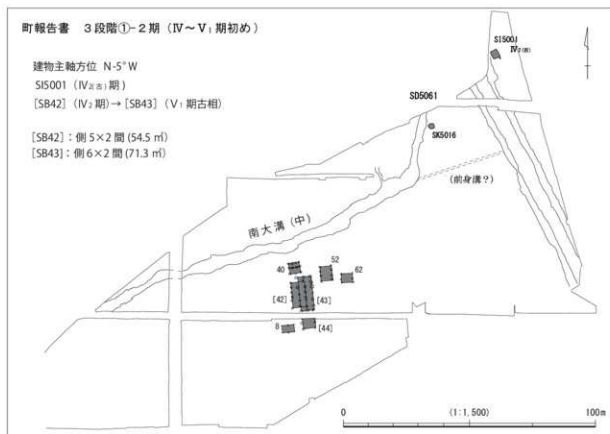 町報告書　3段階①-2期（Ⅳ～Ⅴ₁期初め）
建物主軸方位 N-5°W
SI5001（Ⅳ₂(古)期）
[SB42]（Ⅳ₂期）→[SB43]（Ⅴ₁期古相）
[SB42]：側5×2間(54.5㎡)
[SB43]：側6×2間(71.3㎡)
SI5001
Ⅳ₂(古)
SD5061
SK5016
(前身溝？)
南大溝(中)
40
52
62
[42]
[43]
8
[44]
0
(1:1,500)
100m